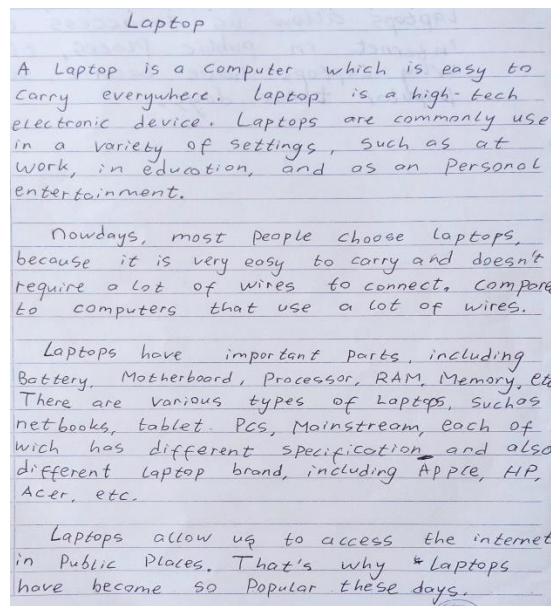 Laptop
A Laptop is a computer which is easy to
carry everywhere. Laptop is a high-tech
electronic device. Laptops are commonly use
in a variety of settings, such as at
work, in education, and as an personal
entertainment.
Nowdays, most people choose laptops,
because it is very easy to carry and doesn't
require a lot of wires to connect. Compare
to computers that use a lot of wires.
Laptops have important parts, including
Battery, Motherboard, Processor, RAM, Memory, etc
There are various types of Laptops, suchas
netbooks, tablet PCs, Mainstream, each of
wich has different specification and also
different laptop brand, including Apple, HP,
Acer, etc.
Laptops allow us to access the internet
in Public Places. That's why laptops
have become so Popular these days.